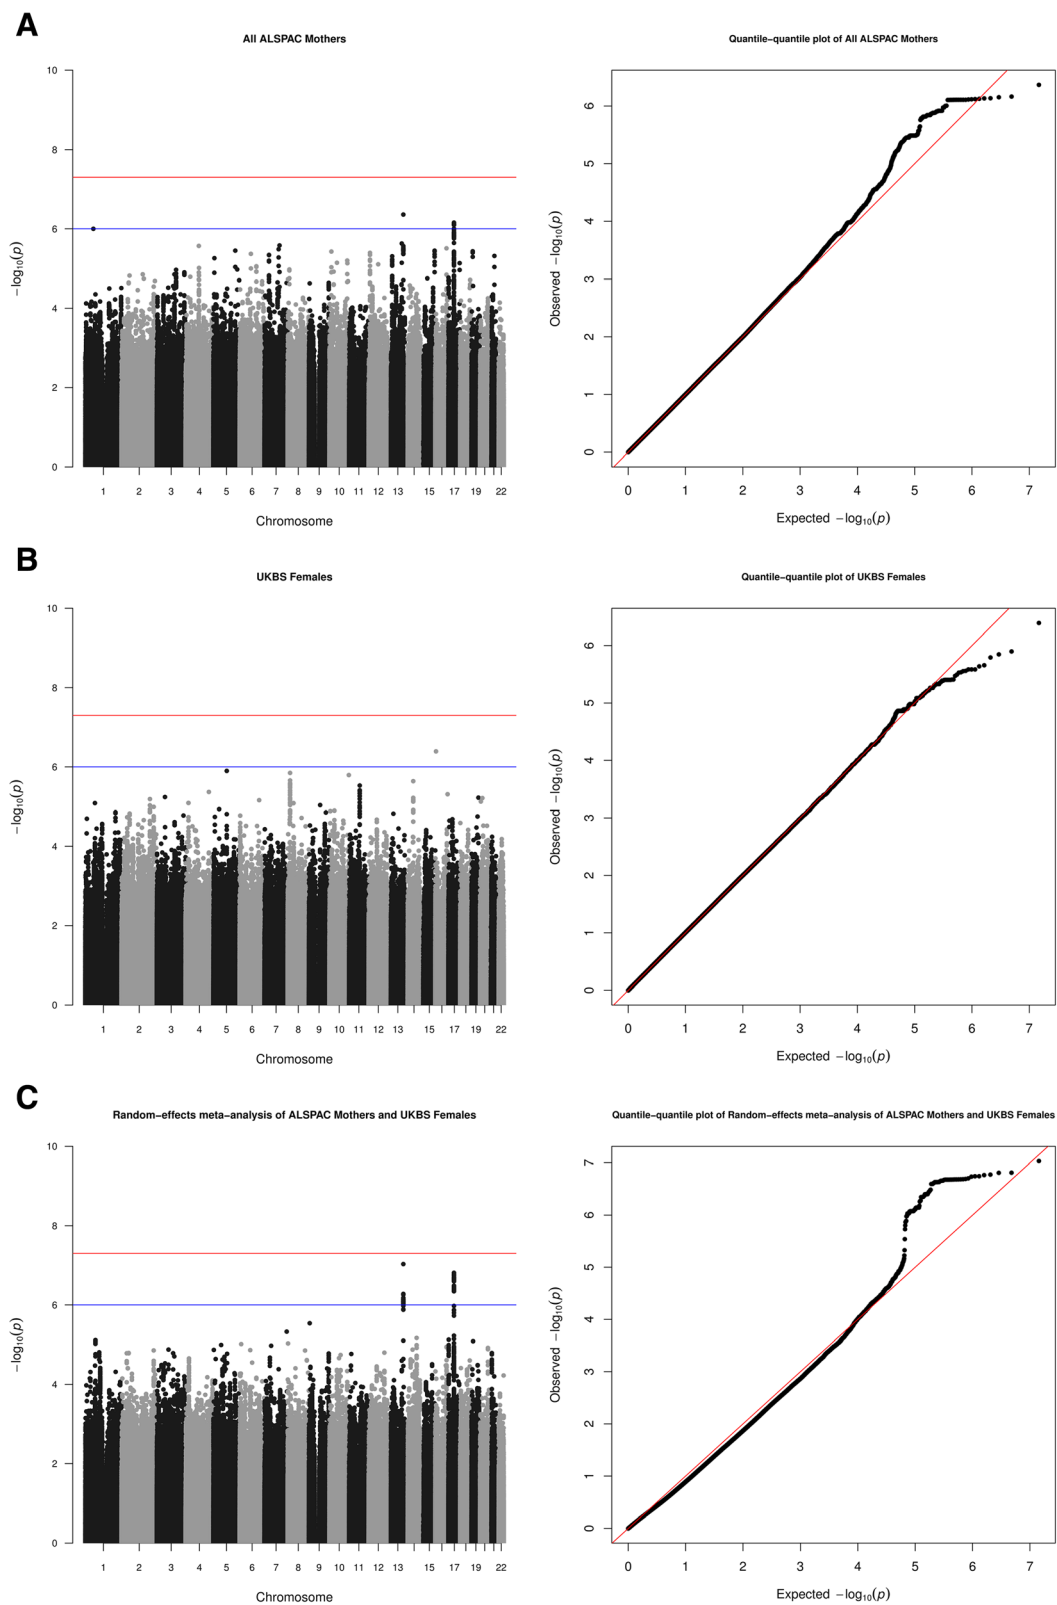 A
All ALSPAC Mothers
10
8
6
4
2
0
−log10(p)
1 2 3 4 5 6 7 8 9 10 11 12 13 15 17 19 22
Chromosome
Quantile−quantile plot of All ALSPAC Mothers
6
5
4
3
2
1
0
Observed −log10(p)
0 1 2 3 4 5 6 7
Expected −log10(p)
B
UKBS Females
10
8
6
4
2
0
−log10(p)
1 2 3 4 5 6 7 8 9 10 11 12 13 15 17 19 22
Chromosome
Quantile−quantile plot of UKBS Females
6
5
4
3
2
1
0
Observed −log10(p)
0 1 2 3 4 5 6 7
Expected −log10(p)
C
Random−effects meta−analysis of ALSPAC Mothers and UKBS Females
10
8
6
4
2
0
−log10(p)
1 2 3 4 5 6 7 8 9 10 11 12 13 15 17 19 22
Chromosome
Quantile−quantile plot of Random−effects meta−analysis of ALSPAC Mothers and UKBS Females
7
6
5
4
3
2
1
0
Observed −log10(p)
0 1 2 3 4 5 6 7
Expected −log10(p)